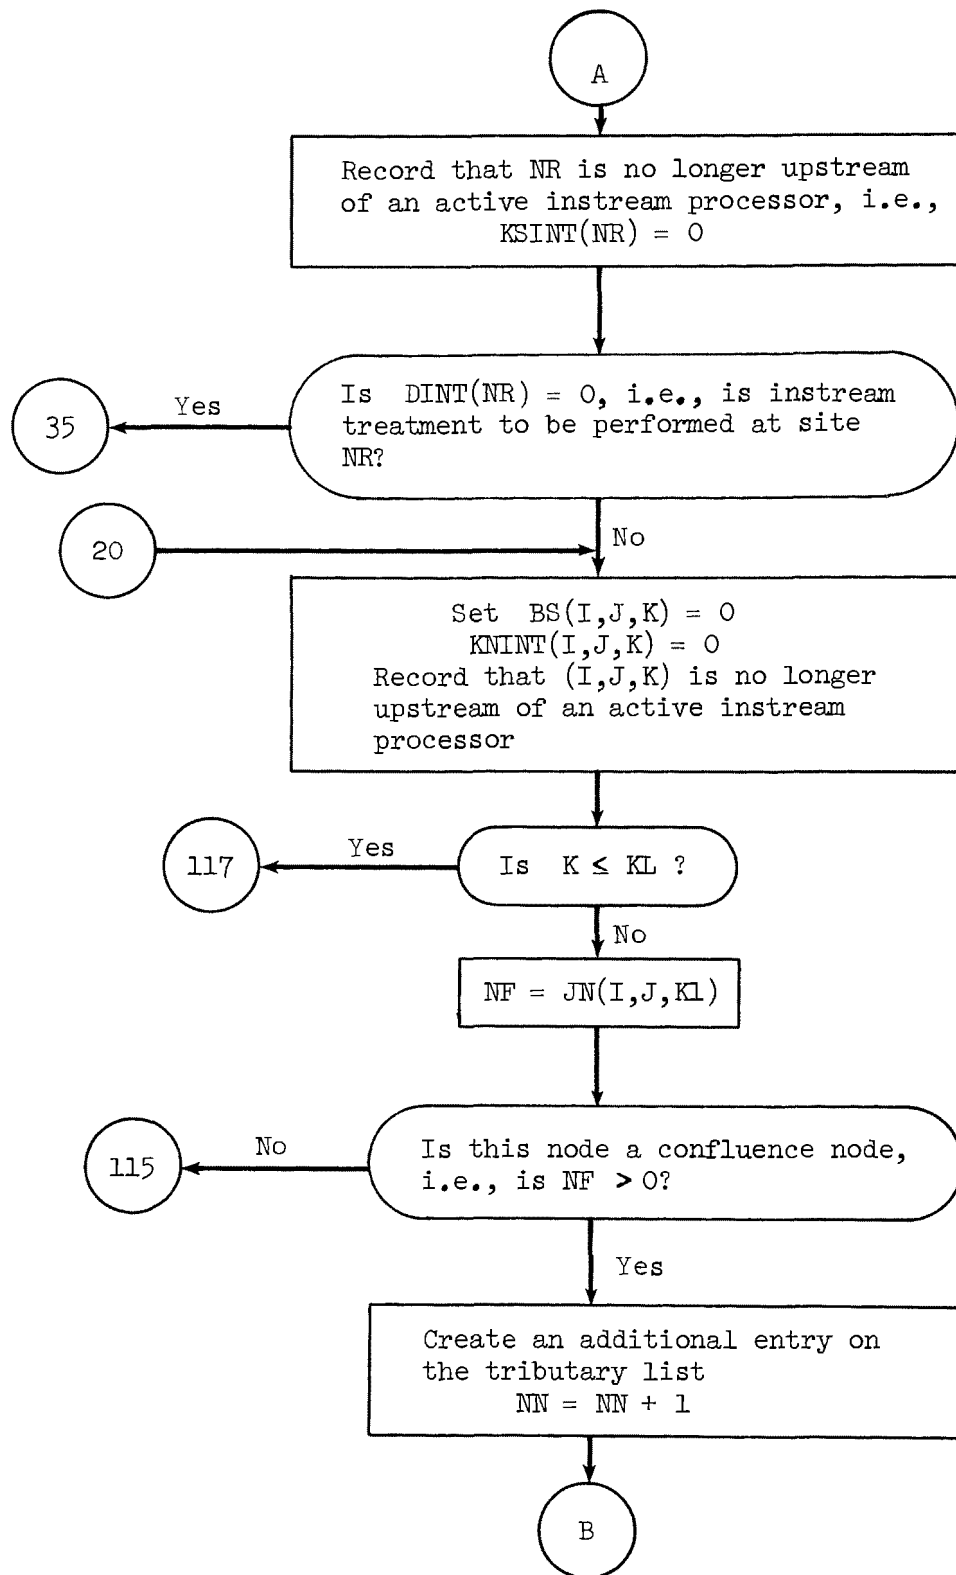 A
Record that NR is no longer upstream
of an active instream processor, i.e.,
KSINT(NR) = 0
Is DINT(NR) = 0, i.e., is instream
treatment to be performed at site
NR?
Yes
35
No
20
Set BS(I,J,K) = 0
KNINT(I,J,K) = 0
Record that (I,J,K) is no longer
upstream of an active instream
processor
Is K ≤ KL ?
Yes
117
No
NF = JN(I,J,K1)
Is this node a confluence node,
i.e., is NF > 0?
No
115
Yes
Create an additional entry on
the tributary list
NN = NN + 1
B